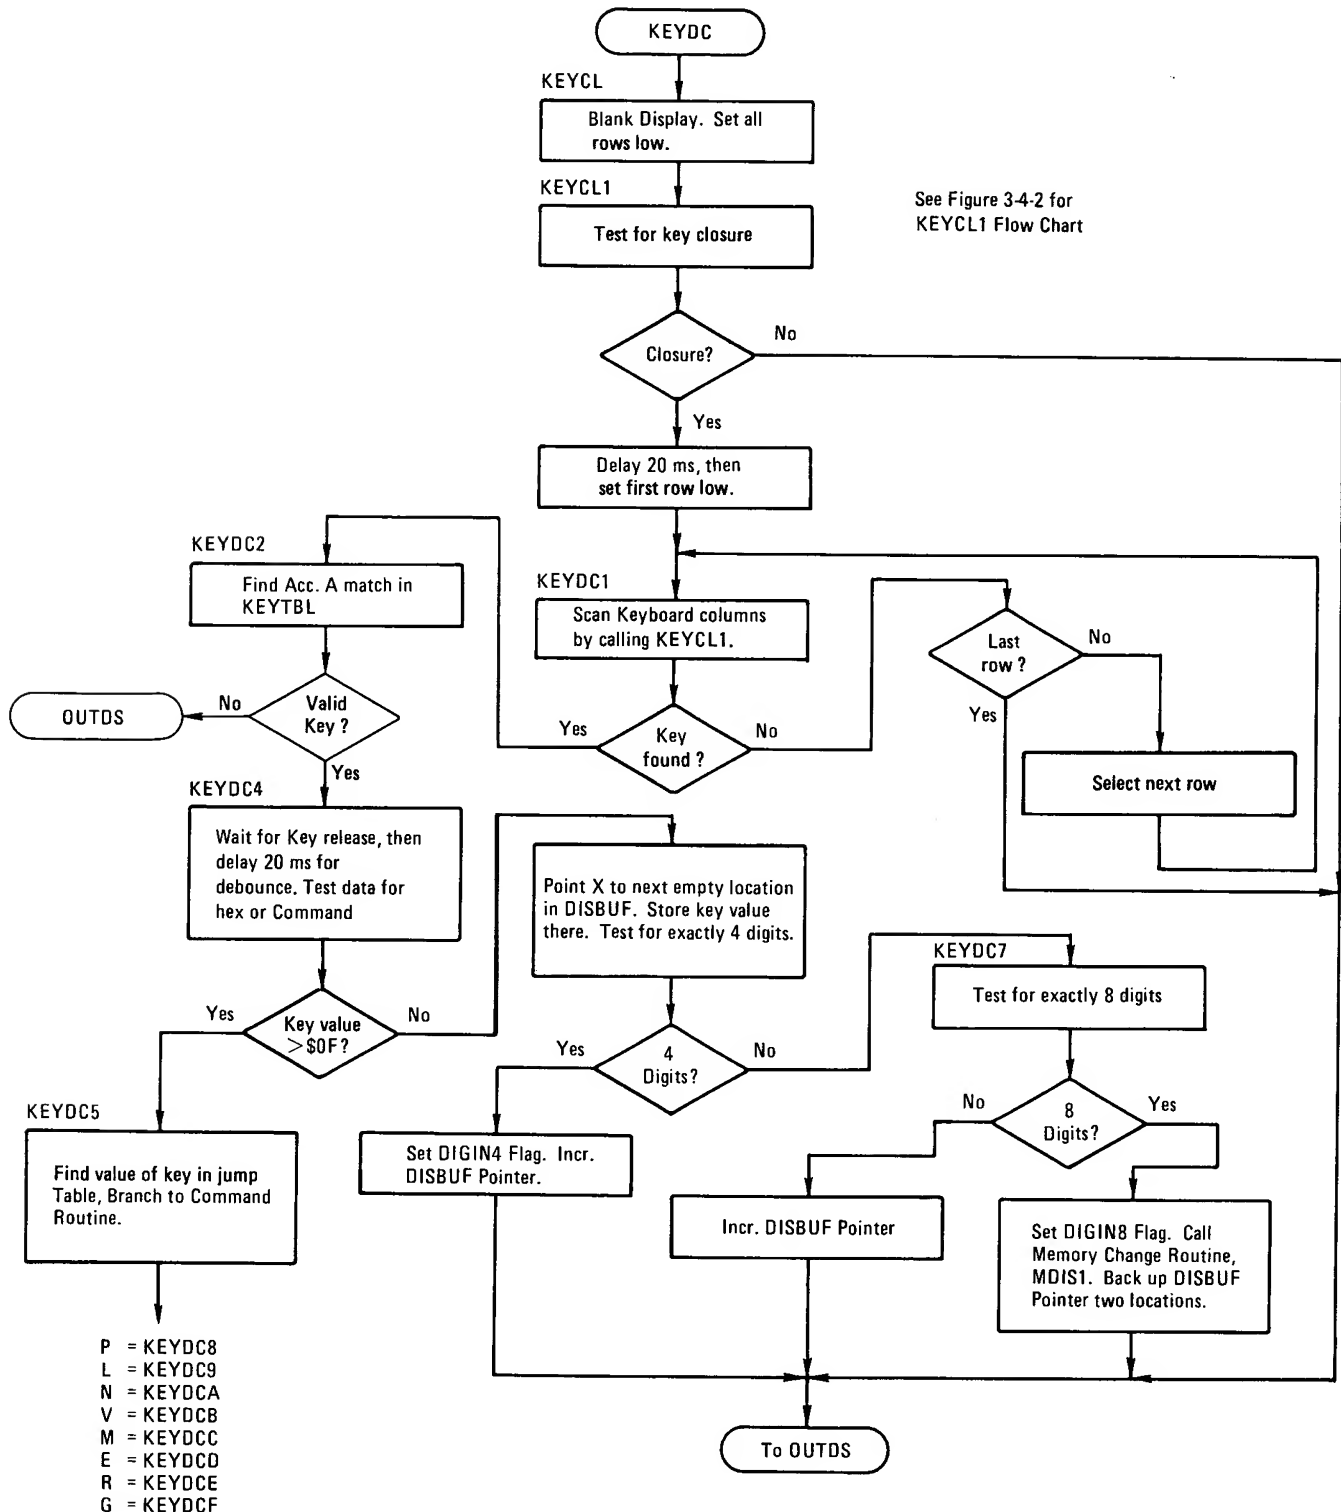 KEYDC
KEYCL
Blank Display. Set all
rows low.
KEYCL1
Test for key closure
See Figure 3-4-2 for
KEYCL1 Flow Chart
No
Closure?
Yes
Delay 20 ms, then
set first row low.
KEYDC2
Find Acc. A match in
KEYTBL
KEYDC1
Scan Keyboard columns
by calling KEYCL1.
Last
row ?
No
Yes
OUTDS
No
Valid
Key ?
Yes
Yes
Key
found ?
No
Select next row
KEYDC4
Wait for Key release, then
delay 20 ms for
debounce. Test data for
hex or Command
Point X to next empty location
in DISBUF. Store key value
there. Test for exactly 4 digits.
KEYDC7
Test for exactly 8 digits
Yes
Key value
>$0F?
No
Yes
4
Digits?
No
No
8
Digits?
Yes
KEYDC5
Find value of key in jump
Table, Branch to Command
Routine.
Set DIGIN4 Flag. Incr.
DISBUF Pointer.
Incr. DISBUF Pointer
Set DIGIN8 Flag. Call
Memory Change Routine,
MDIS1. Back up DISBUF
Pointer two locations.
P = KEYDC8
L = KEYDC9
N = KEYDCA
V = KEYDCB
M = KEYDCC
E = KEYDCD
R = KEYDCE
G = KEYDCF
To OUTDS